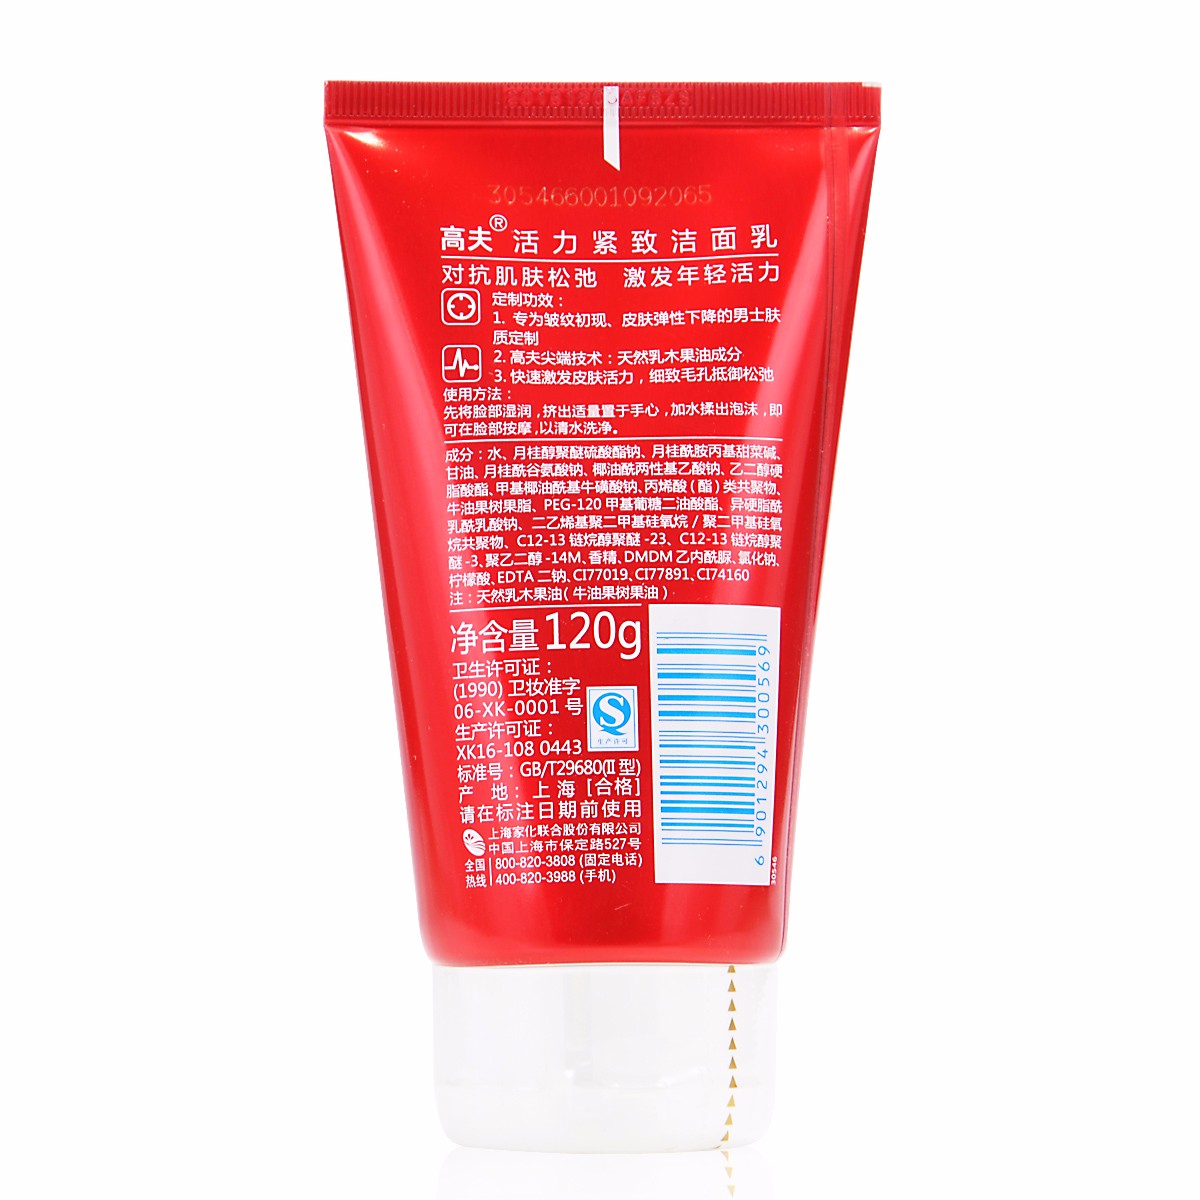 305466001092065
高夫® 活力紧致洁面乳
对抗肌肤松弛 激发年轻活力
定制功效：
1. 专为皱纹初现、皮肤弹性下降的男士肤
质定制
2. 高夫尖端技术：天然乳木果油成分
3. 快速激发皮肤活力，细致毛孔抵御松弛
使用方法：
先将脸部湿润，挤出适量置于手心，加水揉出泡沫，即
可在脸部按摩，以清水洗净。
成分：水、月桂醇聚醚硫酸酯钠、月桂酰胺丙基甜菜碱、
甘油、月桂酰谷氨酸钠、椰油酰两性基乙酸钠、乙二醇硬
脂酸酯、甲基椰油酰基牛磺酸钠、丙烯酸（酯）类共聚物、
牛油果树果脂、PEG-120 甲基葡糖二油酸酯、异硬脂酰
乳酰乳酸钠、二乙烯基聚二甲基硅氧烷 / 聚二甲基硅氧
烷共聚物、C12-13 链烷醇聚醚 -23、C12-13 链烷醇聚
醚 -3、聚乙二醇 -14M、香精、DMDM 乙内酰脲、氯化钠、
柠檬酸、EDTA 二钠、CI77019、CI77891、CI74160
注：天然乳木果油（牛油果树果油）
净含量120g
卫生许可证：
(1990) 卫妆准字
06-XK-0001 号
生产许可证：
XK16-108 0443
生产许可
标准号：GB/T29680(II 型)
产 地：上海 [合格]
请在标注日期前使用
上海家化联合股份有限公司
中国上海市保定路527号
全国热线
800-820-3808 (固定电话)
400-820-3988 (手机)
6 901294 300569
30546